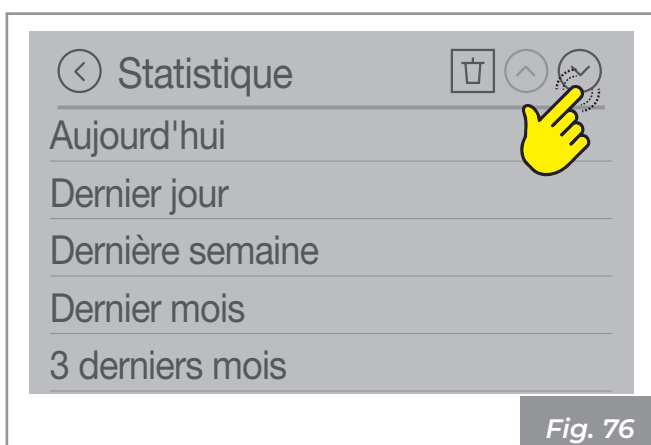 Statistique
Aujourd'hui
Dernier jour
Dernière semaine
Dernier mois
3 derniers mois
Fig. 76